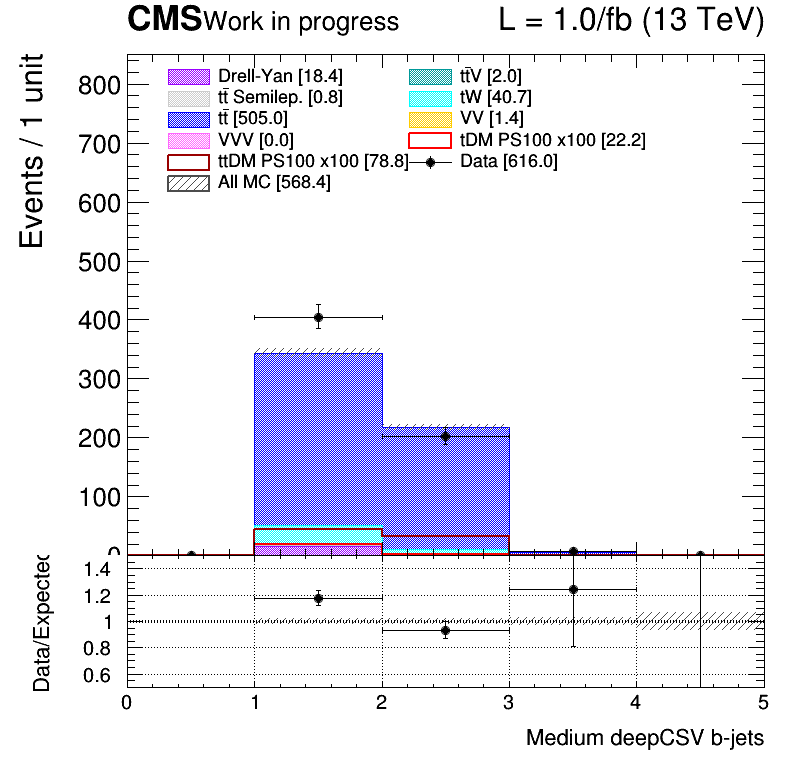 CMS Work in progress L = 1.0/fb (13 TeV)
Events / 1 unit
800
700
600
500
400
300
200
100
0
Drell-Yan [18.4] tt̄V [2.0]
tt̄ Semilep. [0.8] tW [40.7]
tt̄ [505.0] VV [1.4]
VVV [0.0] tDM PS100 x100 [22.2]
ttDM PS100 x100 [78.8] Data [616.0]
All MC [568.4]
Data/Expected
1.4
1.2
1
0.8
0.6
0 1 2 3 4 5
Medium deepCSV b-jets